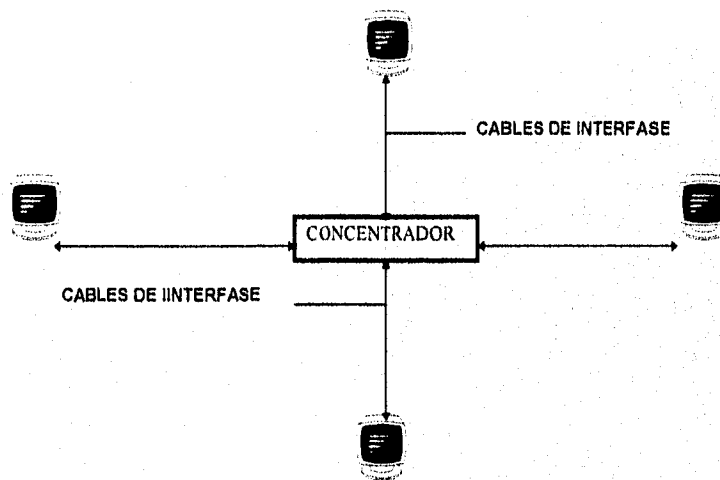 CABLES DE INTERFASE
CONCENTRADOR
CABLES DE IINTERFASE